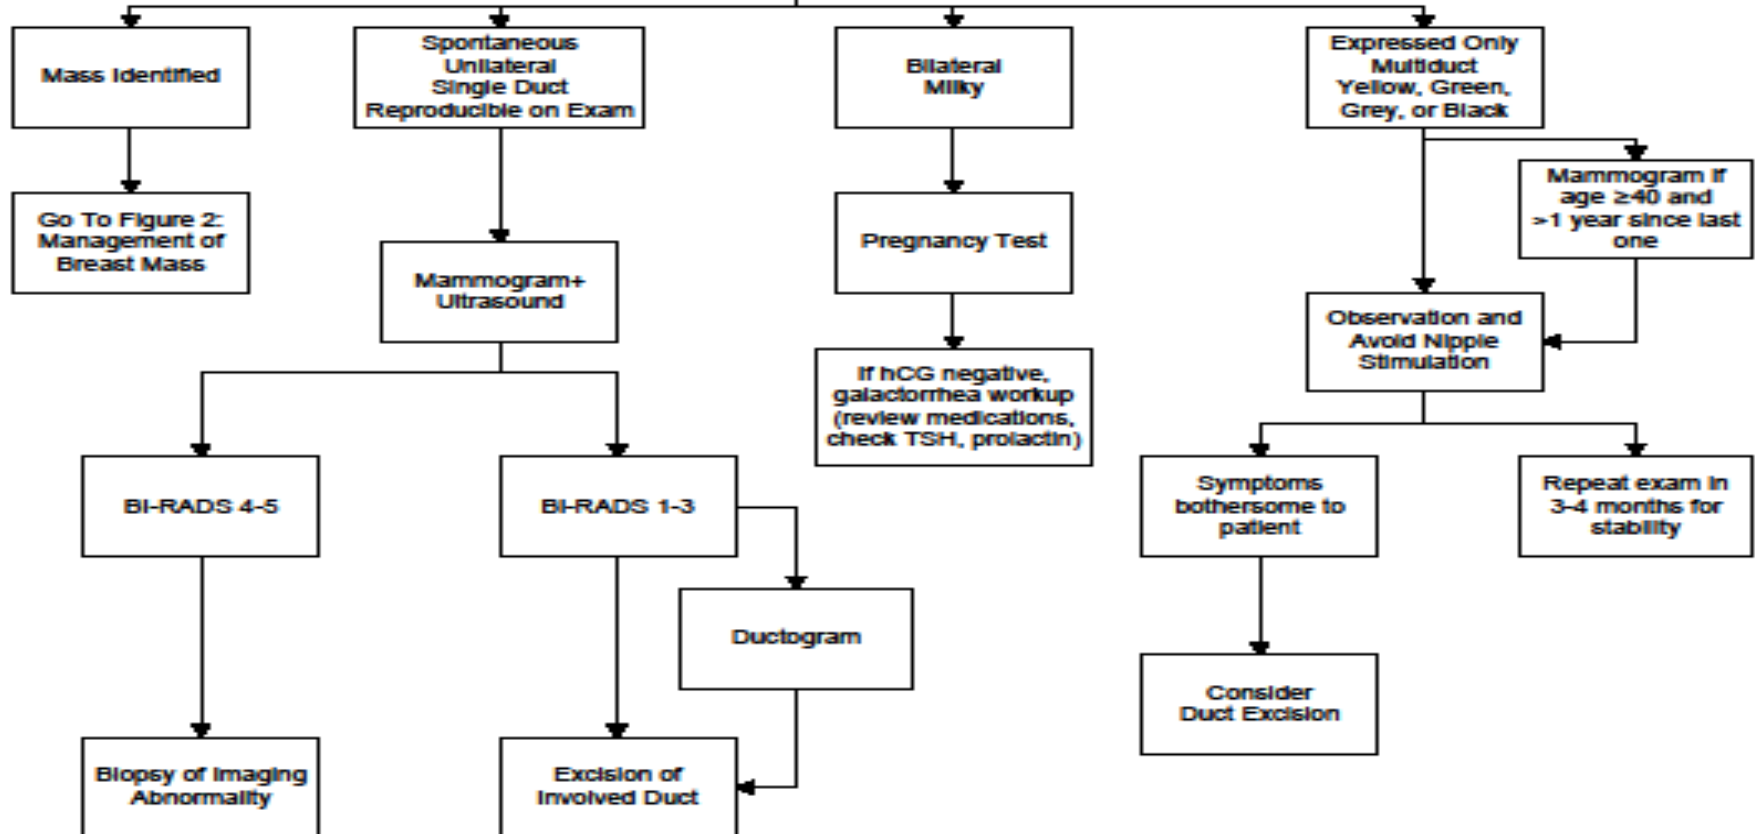 Mass Identified
Spontaneous
Unilateral
Single Duct
Reproducible on Exam
Bilateral
Milky
Expressed Only
Multiduct
Yellow, Green,
Grey, or Black
Go To Figure 2:
Management of
Breast Mass
Mammogram+
Ultrasound
Pregnancy Test
Mammogram if
age ≥40 and
>1 year since last
one
Observation and
Avoid Nipple
Stimulation
If hCG negative,
galactorrhea workup
(review medications,
check TSH, prolactin)
BI-RADS 4-5
BI-RADS 1-3
Symptoms
bothersome to
patient
Repeat exam in
3-4 months for
stability
Ductogram
Consider
Duct Excision
Biopsy of Imaging
Abnormality
Excision of
Involved Duct